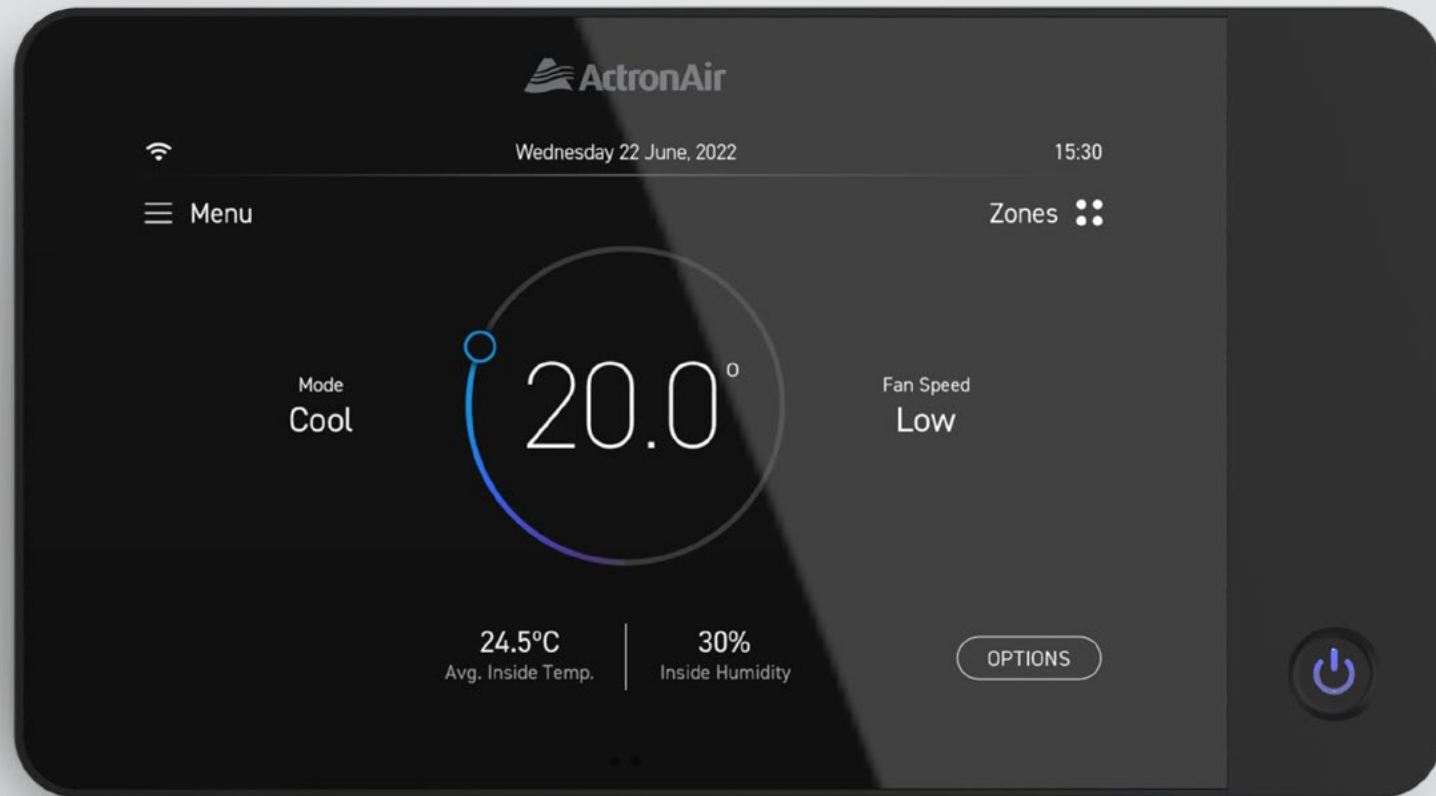 ActronAir
Wednesday 22 June, 2022
15:30
Menu
Zones
Mode
Cool
20.0°
Fan Speed
Low
24.5°C
Avg. Inside Temp.
30%
Inside Humidity
OPTIONS